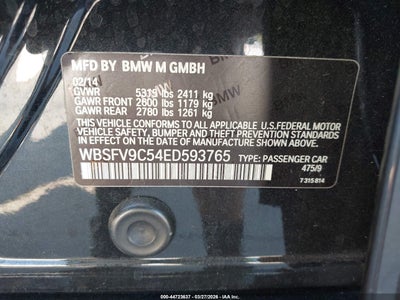 MFD BY BMW M GMBH
02/14
GVWR 5315 lbs 2411 kg
GAWR FRONT 2600 lbs 1179 kg
GAWR REAR 2780 lbs 1261 kg
THIS VEHICLE CONFORMS TO ALL
APPLICABLE U.S.FEDERAL MOTOR
VEHICLE SAFETY, BUMPER AND THEFT PREVENTION STANDARDS
IN EFFECT ON THE DATE OF MANUFACTURE SHOWN ABOVE.
WBSFV9C54ED593765 TYPE: PASSENGER CAR
475/9
7 315 814
000-44723637 - 03/27/2026 - IAA